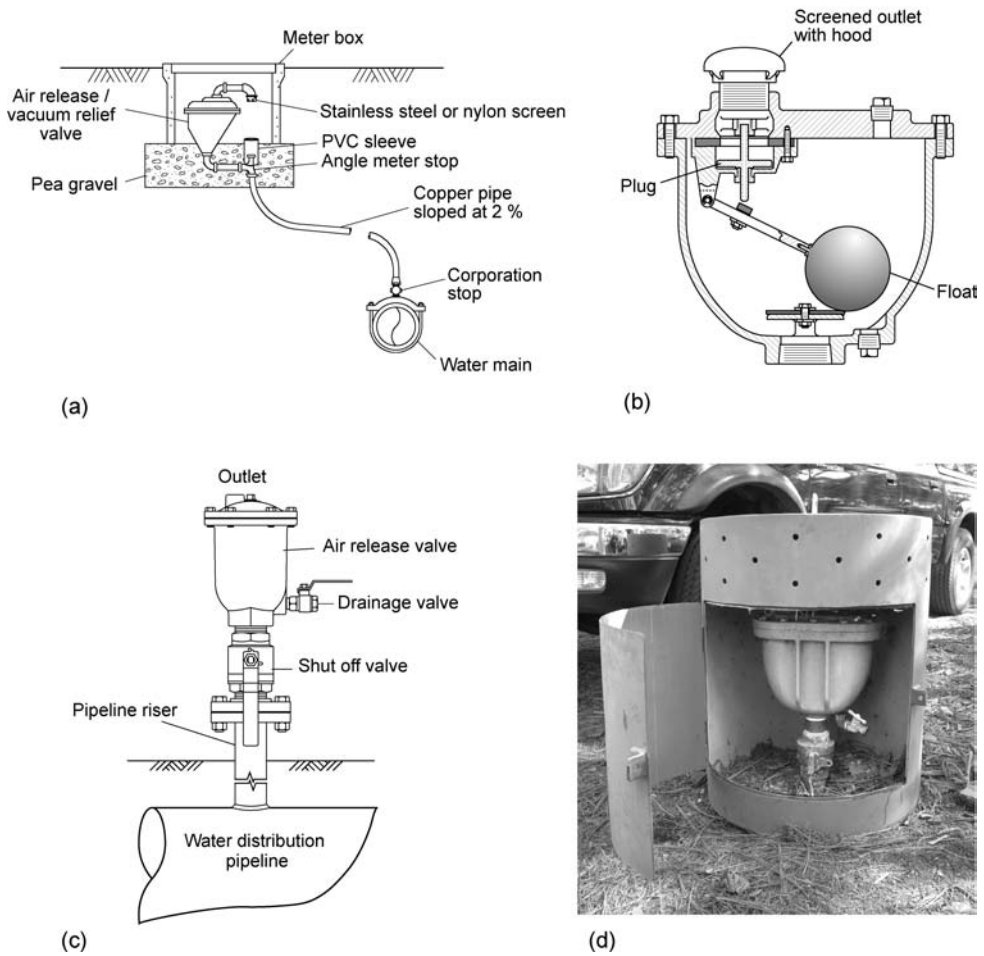 Meter box
Air release /
vacuum relief
valve
Stainless steel or nylon screen
PVC sleeve
Angle meter stop
Pea gravel
Copper pipe
sloped at 2 %
Corporation
stop
Water main
(a)
Screened outlet
with hood
Plug
Float
(b)
Outlet
Air release valve
Drainage valve
Shut off valve
Pipeline riser
Water distribution
pipeline
(c)
(d)